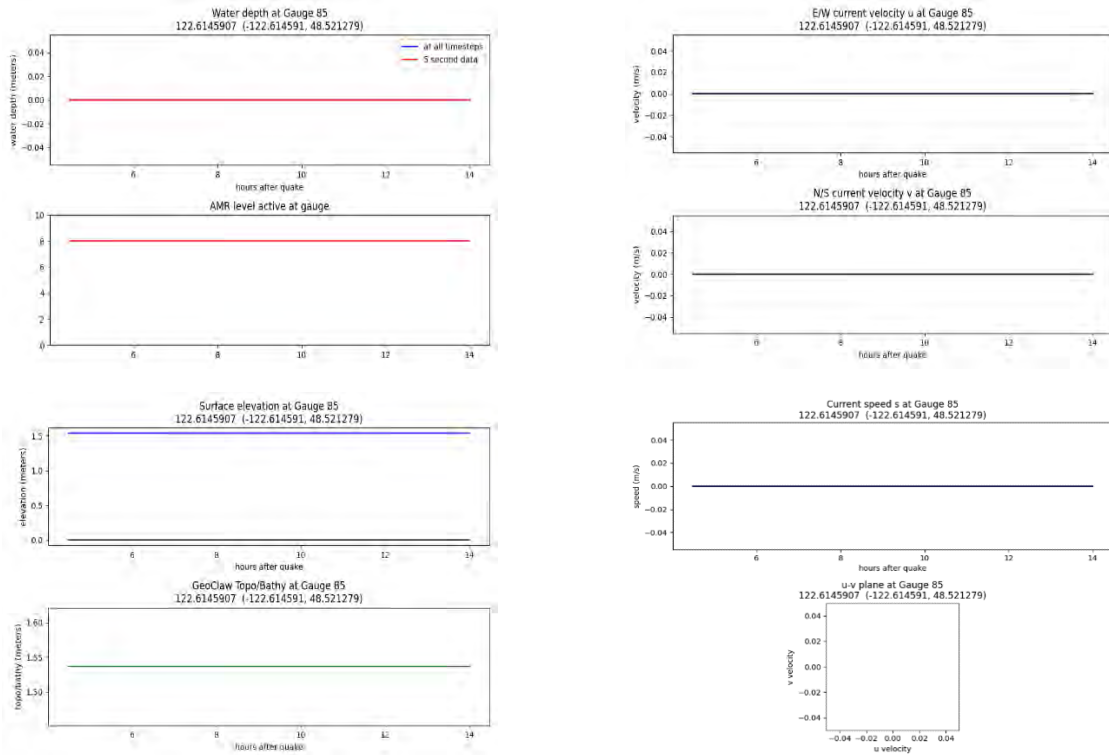 Water depth at Gauge 85
122.6145907 (-122.614591, 48.521279)
0.04
0.02
0.00
−0.02
−0.04
water depth (meters)
at all timesteps
5 second data
6 8 10 12 14
hours after quake
AMR level active at gauge
10
8
6
4
2
0
6 8 10 12 14
hours after quake
Surface elevation at Gauge 85
122.6145907 (-122.614591, 48.521279)
1.5
1.0
0.5
0.0
elevation (meters)
6 8 10 12 14
hours after quake
GeoClaw Topo/Bathy at Gauge 85
122.6145907 (-122.614591, 48.521279)
1.60
1.55
1.50
topo/bathy (meters)
6 8 10 12 14
hours after quake
E/W current velocity u at Gauge 85
122.6145907 (-122.614591, 48.521279)
0.04
0.02
0.00
−0.02
−0.04
velocity (m/s)
6 8 10 12 14
hours after quake
N/S current velocity v at Gauge 85
122.6145907 (-122.614591, 48.521279)
0.04
0.02
0.00
−0.02
−0.04
velocity (m/s)
6 8 10 12 14
hours after quake
Current speed s at Gauge 85
122.6145907 (-122.614591, 48.521279)
0.04
0.02
0.00
−0.02
−0.04
speed (m/s)
6 8 10 12 14
hours after quake
u-v plane at Gauge 85
122.6145907 (-122.614591, 48.521279)
0.04
0.02
0.00
−0.02
−0.04
v velocity
−0.04 −0.02 0.00 0.02 0.04
u velocity